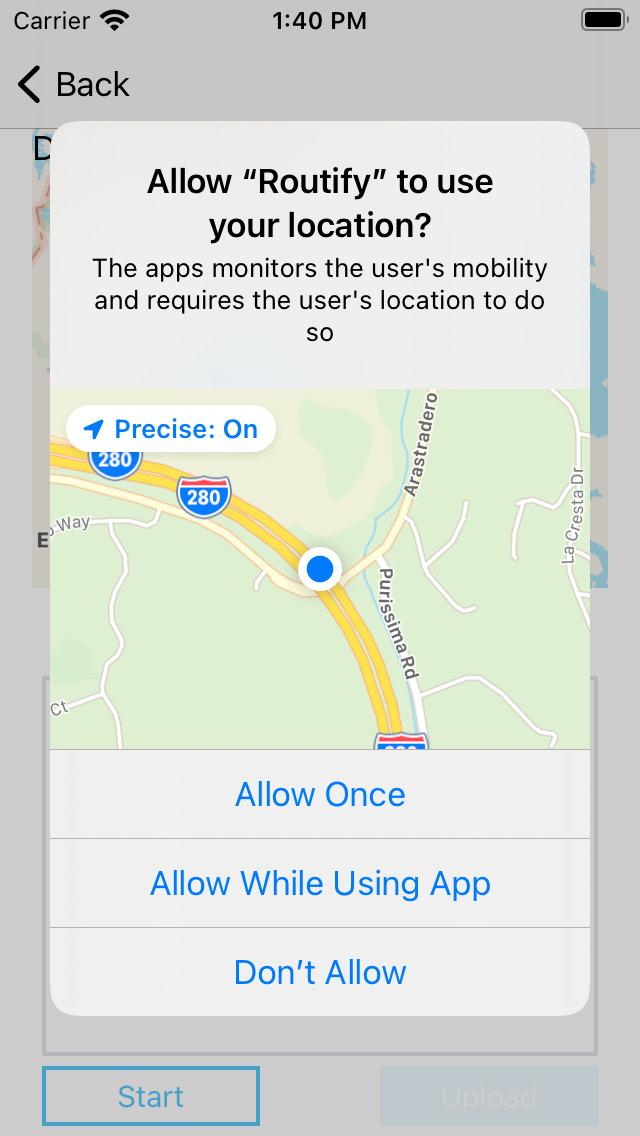 Carrier 1:40 PM
Back
D
Allow “Routify” to use
your location?
The apps monitors the user's mobility
and requires the user's location to do
so
Precise: On
280
280
Arastradero
La Cresta Dr
Way
E
Purissima Rd
Ct
Allow Once
Allow While Using App
Don’t Allow
Start
Upload